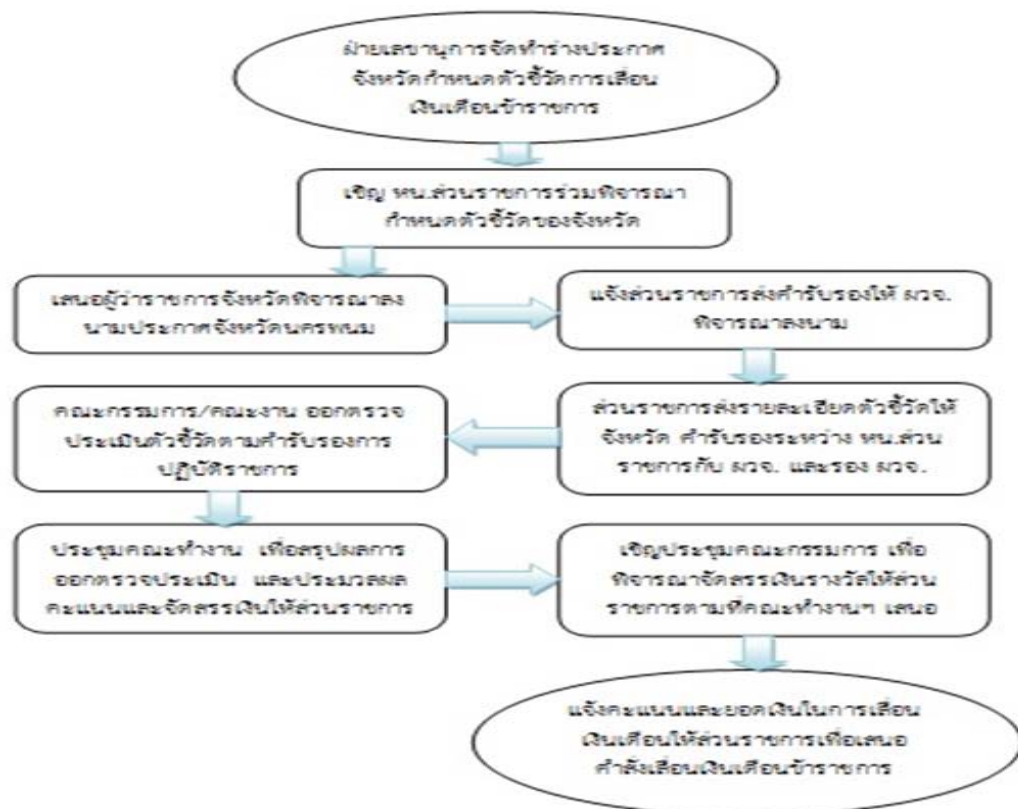 ฝ่ายเลขานุการจัดทำร่างประกาศ
จังหวัดกำหนดตัวชี้วัดการเลื่อน
เงินเดือนข้าราชการ
เชิญ หน.ส่วนราชการร่วมพิจารณา
กำหนดตัวชี้วัดของจังหวัด
เสนอผู้ว่าราชการจังหวัดพิจารณาลง
นามประกาศจังหวัดนครพนม
แจ้งส่วนราชการส่งคำรับรองให้ ผวจ.
พิจารณาลงนาม
ส่วนราชการส่งรายละเอียดตัวชี้วัดให้
จังหวัด คำรับรองระหว่าง หน.ส่วน
ราชการกับ ผวจ. และรอง ผวจ.
คณะกรรมการ/คณะงาน ออกตรวจ
ประเมินตัวชี้วัดตามคำรับรองการ
ปฏิบัติราชการ
ประชุมคณะทำงาน เพื่อสรุปผลการ
ออกตรวจประเมิน และประมวลผล
คะแนนและจัดสรรเงินให้ส่วนราชการ
เชิญประชุมคณะกรรมการ เพื่อ
พิจารณาจัดสรรเงินรางวัลให้ส่วน
ราชการตามที่คณะทำงานฯ เสนอ
แจ้งคะแนนและยอดเงินในการเลื่อน
เงินเดือนให้ส่วนราชการเพื่อเสนอ
คำสั่งเลื่อนเงินเดือนข้าราชการ